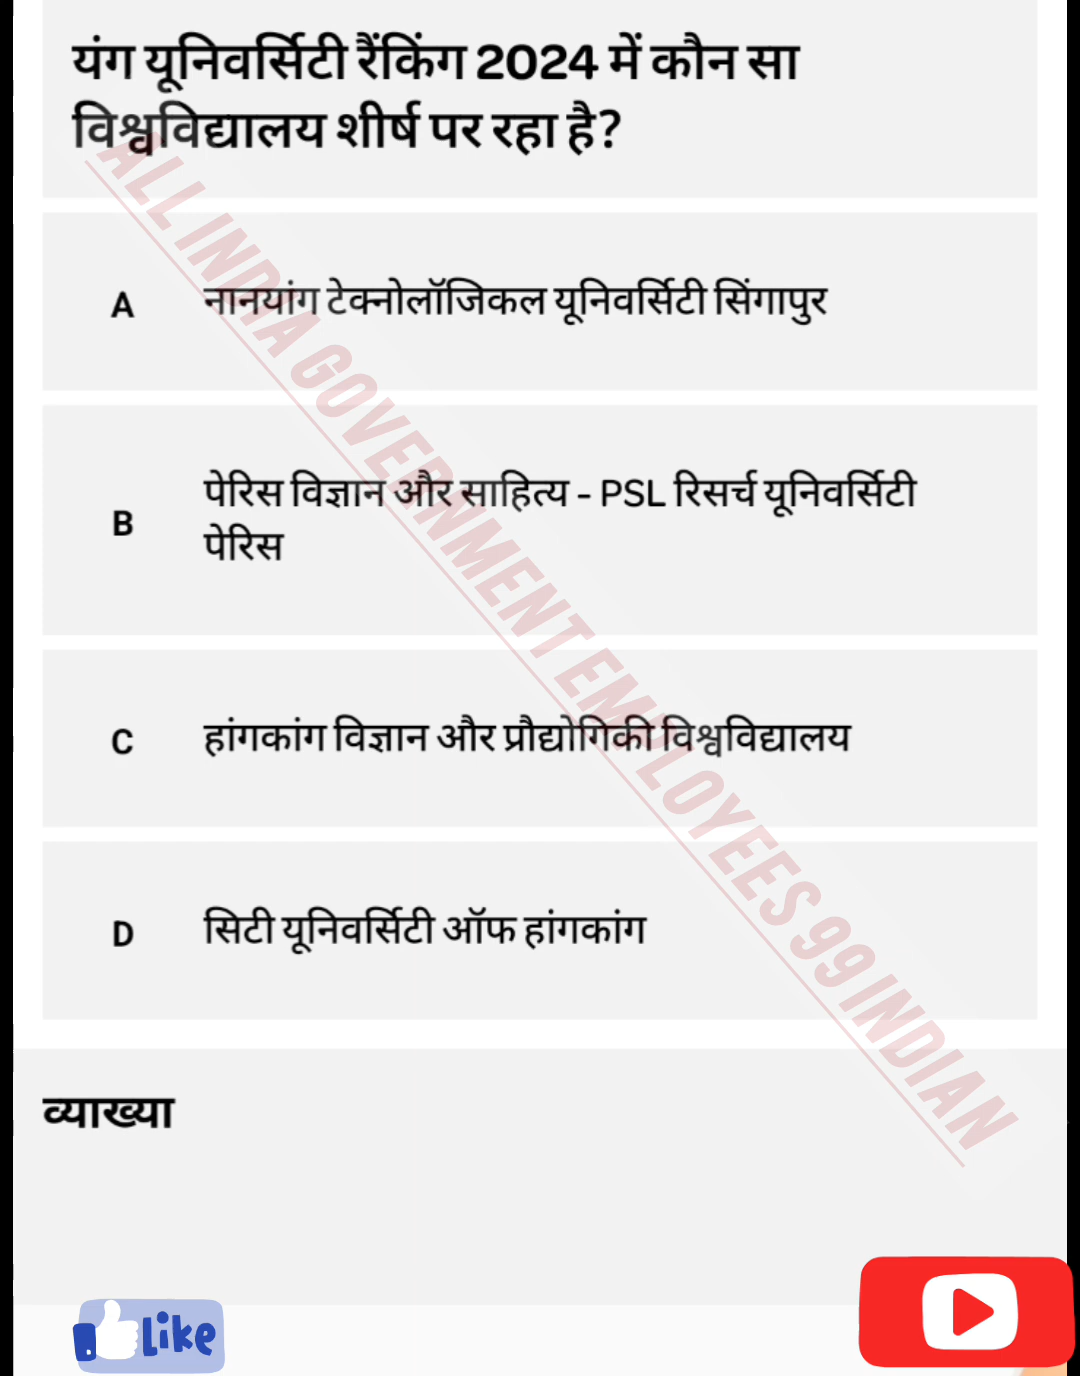 यंग यूनिवर्सिटी रैंकिंग 2024 में कौन सा
विश्वविद्यालय शीर्ष पर रहा है?
A नानयांग टेक्नोलॉजिकल यूनिवर्सिटी सिंगापुर
B पेरिस विज्ञान और साहित्य - PSL रिसर्च यूनिवर्सिटी
पेरिस
C हांगकांग विज्ञान और प्रौद्योगिकी विश्वविद्यालय
D सिटी यूनिवर्सिटी ऑफ हांगकांग
ALL INDIA GOVERNMENT EMPLOYEES 99 INDIAN
व्याख्या
Like